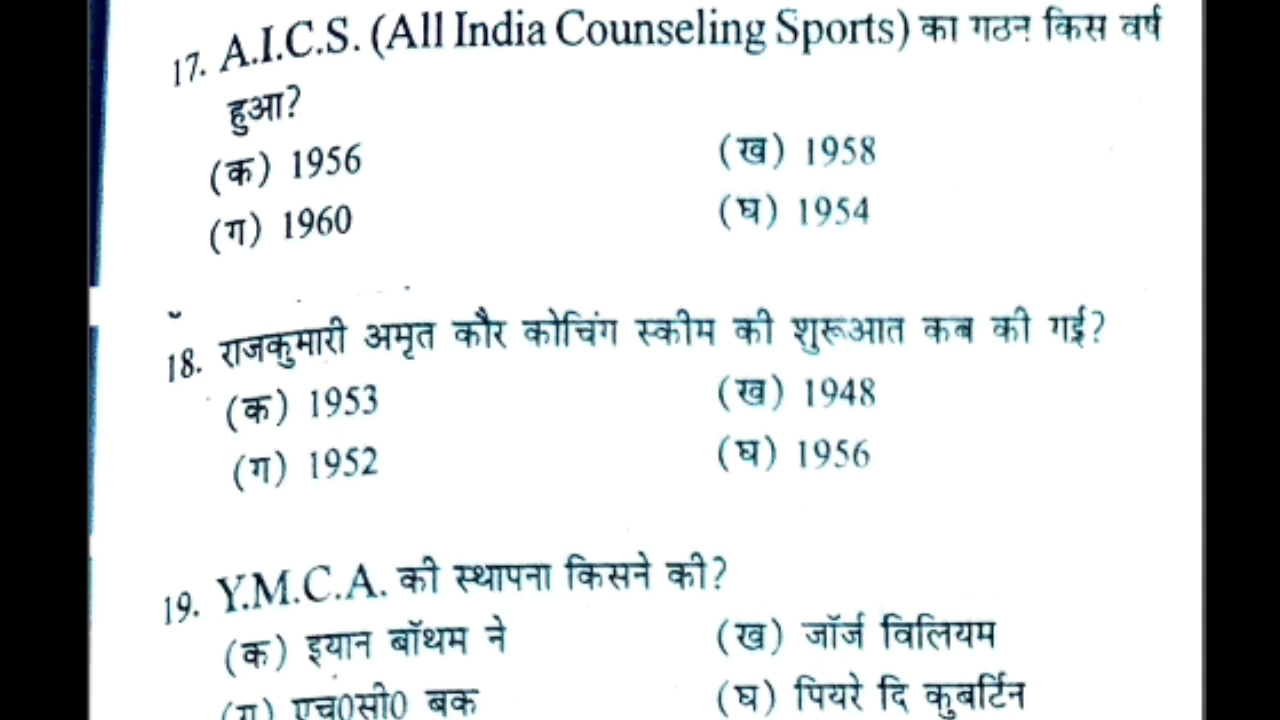 17. A.I.C.S. (All India Counseling Sports) का गठन किस वर्ष
हुआ?
(क) 1956 (ख) 1958
(ग) 1960 (घ) 1954
18. राजकुमारी अमृत कौर कोचिंग स्कीम की शुरूआत कब की गई?
(क) 1953 (ख) 1948
(ग) 1952 (घ) 1956
19. Y.M.C.A. की स्थापना किसने की?
(क) इयान बॉथम ने (ख) जॉर्ज विलियम
(ग) एच0सी0 बक (घ) पियरे दि कुबर्टिन